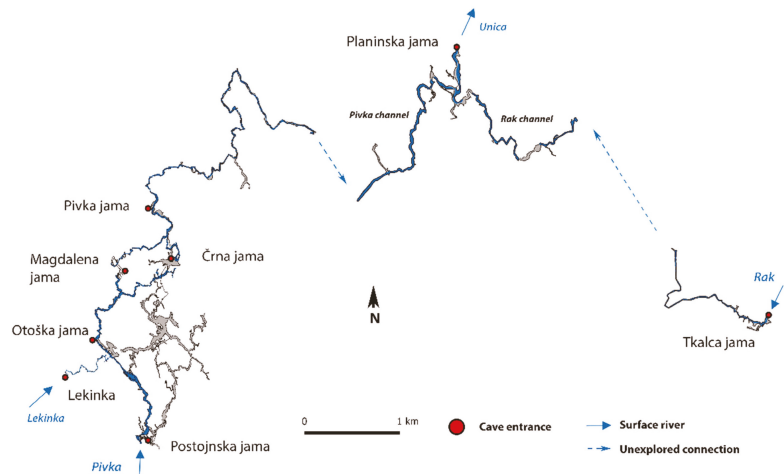 Planinska jama
Unica
Pivka channel
Rak channel
Pivka jama
Magdalena
jama
Črna jama
Rak
Otoška jama
Tkalca jama
Lekinka
Lekinka
N
0
1 km
Cave entrance
Surface river
Unexplored connection
Postojnska jama
Pivka